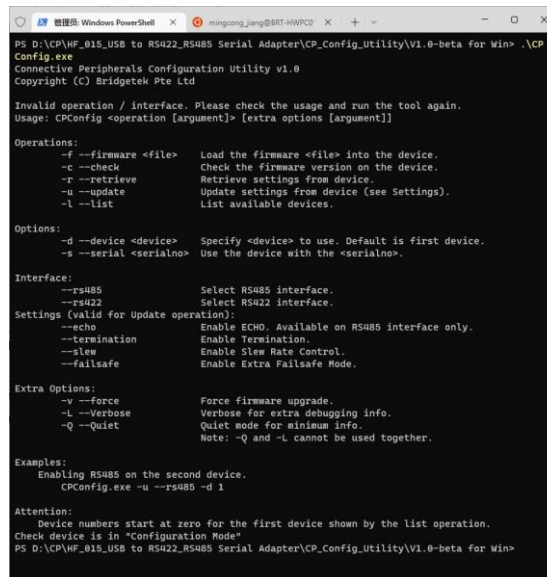 管理员: Windows PowerShell
mingcong_jiang@BRT-HWPC0
PS D:\CP\HF_015_USB to RS422_RS485 Serial Adapter\CP_Config_Utility\V1.0-beta for Win> .\CP
Config.exe
Connective Peripherals Configuration Utility v1.0
Copyright (C) Bridgetek Pte Ltd
Invalid operation / interface. Please check the usage and run the tool again.
Usage: CPConfig <operation [argument]> [extra options [argument]]
Operations:
-f --firmware <file> Load the firmware <file> into the device.
-c --check Check the firmware version on the device.
-r --retrieve Retrieve settings from device.
-u --update Update settings from device (see Settings).
-l --list List available devices.
Options:
-d --device <device> Specify <device> to use. Default is first device.
-s --serial <serialno> Use the device with the <serialno>.
Interface:
--rs485 Select RS485 interface.
--rs422 Select RS422 interface.
Settings (valid for Update operation):
--echo Enable ECHO. Available on RS485 interface only.
--termination Enable Termination.
--slew Enable Slew Rate Control.
--failsafe Enable Extra Failsafe Mode.
Extra Options:
-v --force Force firmware upgrade.
-L --Verbose Verbose for extra debugging info.
-Q --Quiet Quiet mode for minimum info.
Note: -Q and -L cannot be used together.
Examples:
Enabling RS485 on the second device.
CPConfig.exe -u --rs485 -d 1
Attention:
Device numbers start at zero for the first device shown by the list operation.
Check device is in "Configuration Mode"
PS D:\CP\HF_015_USB to RS422_RS485 Serial Adapter\CP_Config_Utility\V1.0-beta for Win>